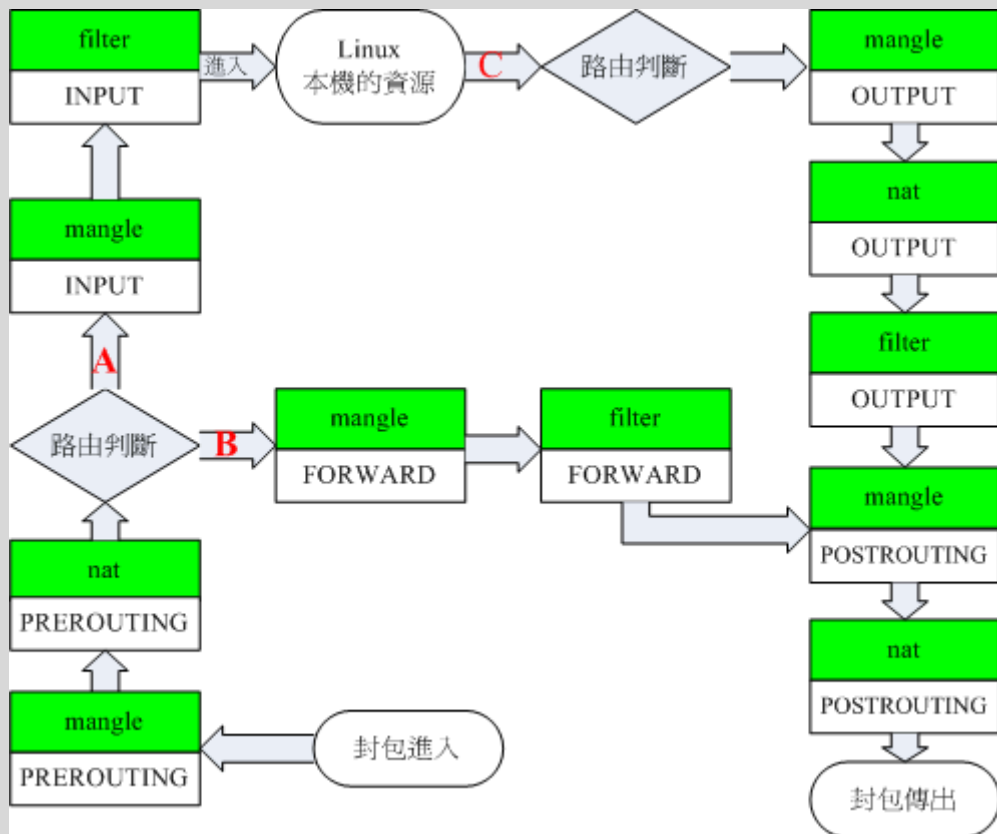 filter
INPUT
進入
Linux
本機的資源
C
路由判斷
mangle
OUTPUT
nat
OUTPUT
mangle
INPUT
filter
OUTPUT
A
路由判斷
B
mangle
FORWARD
filter
FORWARD
mangle
POSTROUTING
nat
PREROUTING
nat
POSTROUTING
mangle
PREROUTING
封包進入
封包傳出